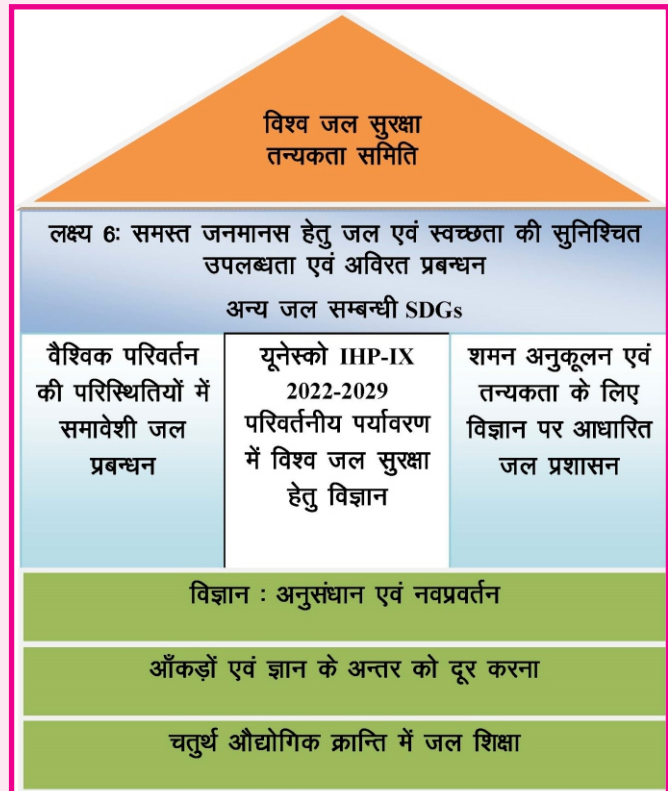 विश्व जल सुरक्षा
तन्यकता समिति
लक्ष्य 6: समस्त जनमानस हेतु जल एवं स्वच्छता की सुनिश्चित
उपलब्धता एवं अविरत प्रबन्धन
अन्य जल सम्बन्धी SDGs
वैश्विक परिवर्तन
की परिस्थितियों में
समावेशी जल
प्रबन्धन
यूनेस्को IHP-IX
2022-2029
परिवर्तनीय पर्यावरण
में विश्व जल सुरक्षा
हेतु विज्ञान
शमन अनुकूलन एवं
तन्यकता के लिए
विज्ञान पर आधारित
जल प्रशासन
विज्ञान : अनुसंधान एवं नवप्रवर्तन
आँकड़ों एवं ज्ञान के अन्तर को दूर करना
चतुर्थ औद्योगिक क्रान्ति में जल शिक्षा